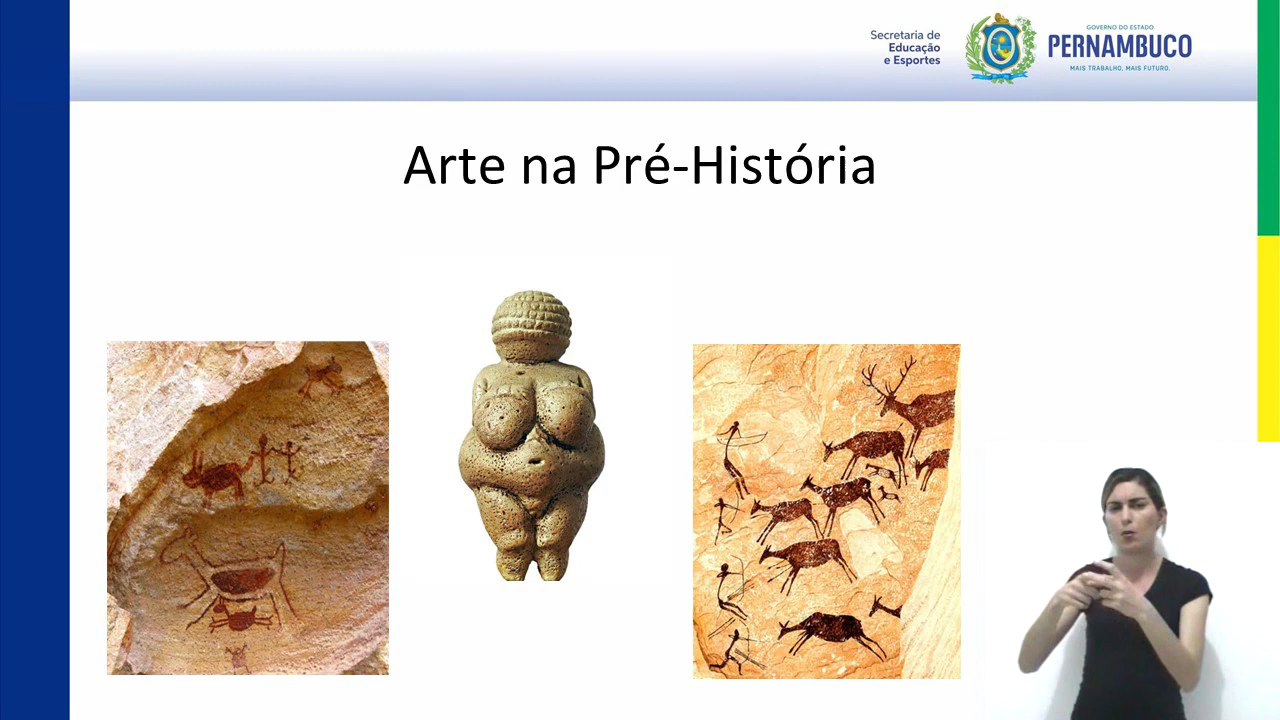 Secretaria de
Educação
e Esportes
GOVERNO DO ESTADO
PERNAMBUCO
MAIS TRABALHO, MAIS FUTURO.
Arte na Pré-História